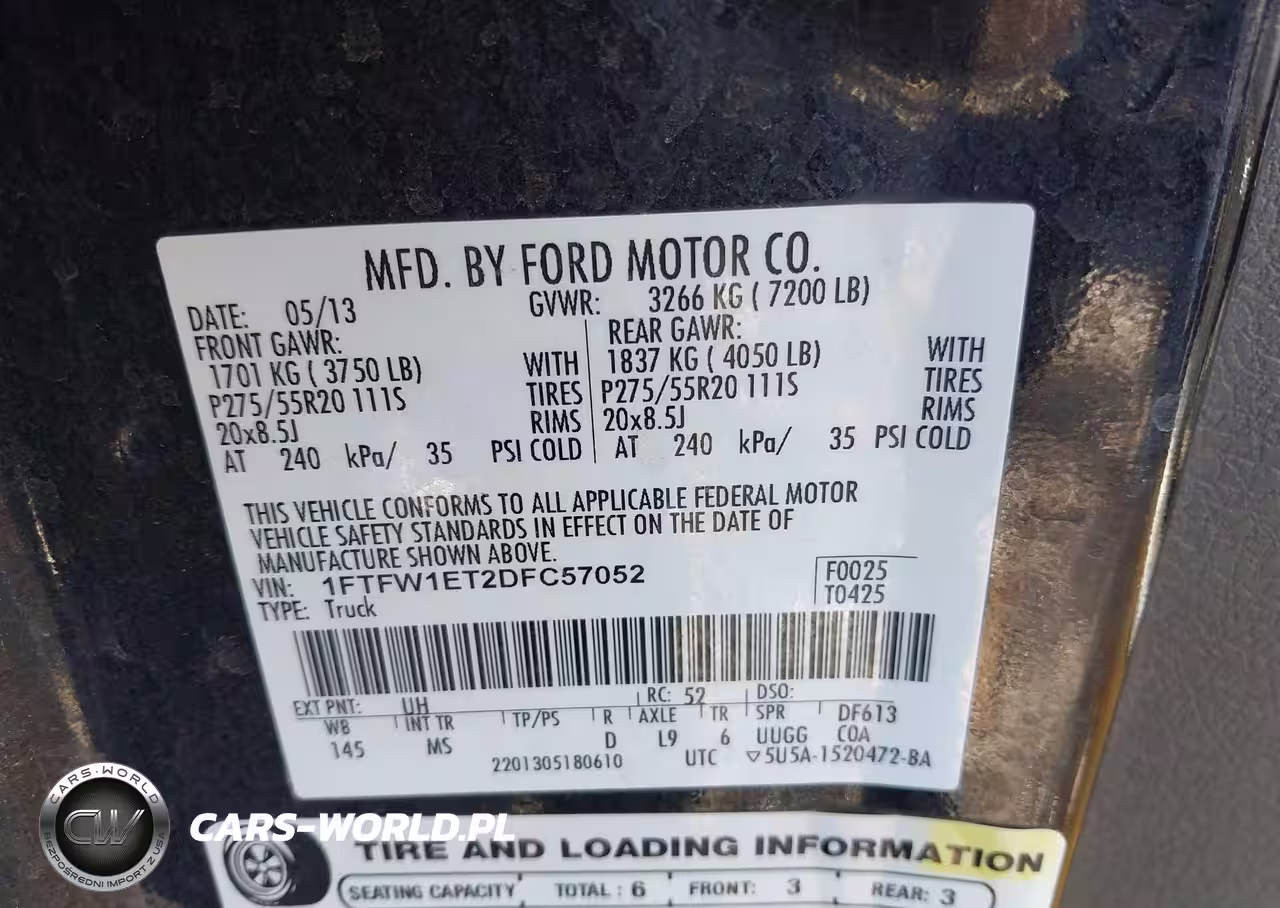 MFD. BY FORD MOTOR CO.
DATE: 05/13 GVWR: 3266 KG ( 7200 LB)
FRONT GAWR: REAR GAWR:
1701 KG ( 3750 LB) WITH 1837 KG ( 4050 LB) WITH
P275/55R20 111S TIRES P275/55R20 111S TIRES
20x8.5J RIMS 20x8.5J RIMS
AT 240 kPa/ 35 PSI COLD AT 240 kPa/ 35 PSI COLD
THIS VEHICLE CONFORMS TO ALL APPLICABLE FEDERAL MOTOR
VEHICLE SAFETY STANDARDS IN EFFECT ON THE DATE OF
MANUFACTURE SHOWN ABOVE.
VIN: 1FTFW1ET2DFC57052 F0025
TYPE: Truck T0425
EXT PNT: UH RC: 52 DSO:
WB INT TR TP/PS R AXLE TR SPR DF613
145 MS D L9 6 UUGG COA
2201305180610 UTC ▽5U5A-1520472-BA
CARS-WORLD
CW
BEZPOŚREDNI IMPORT Z USA
CARS-WORLD.PL
TIRE AND LOADING INFORMATION
SEATING CAPACITY TOTAL : 6 FRONT: 3 REAR: 3